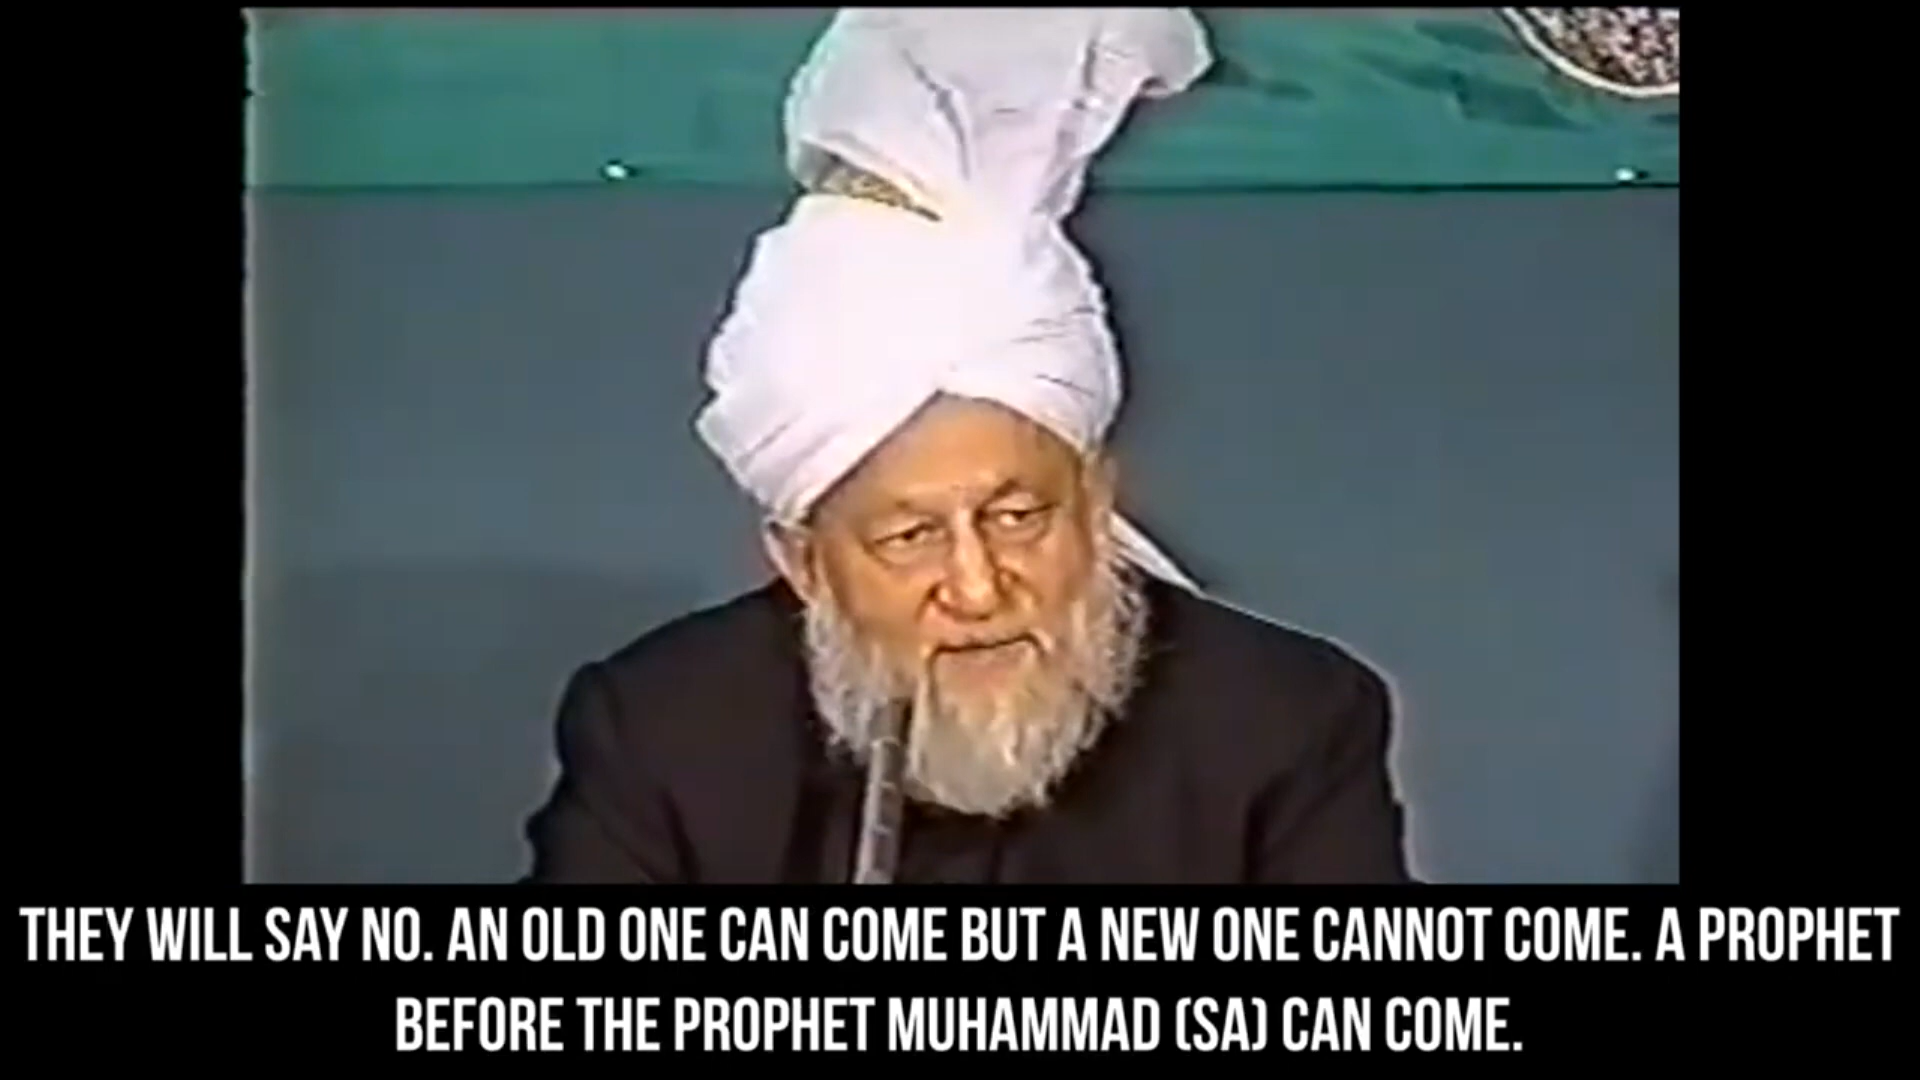 THEY WILL SAY NO. AN OLD ONE CAN COME BUT A NEW ONE CANNOT COME. A PROPHET
BEFORE THE PROPHET MUHAMMAD (SA) CAN COME.